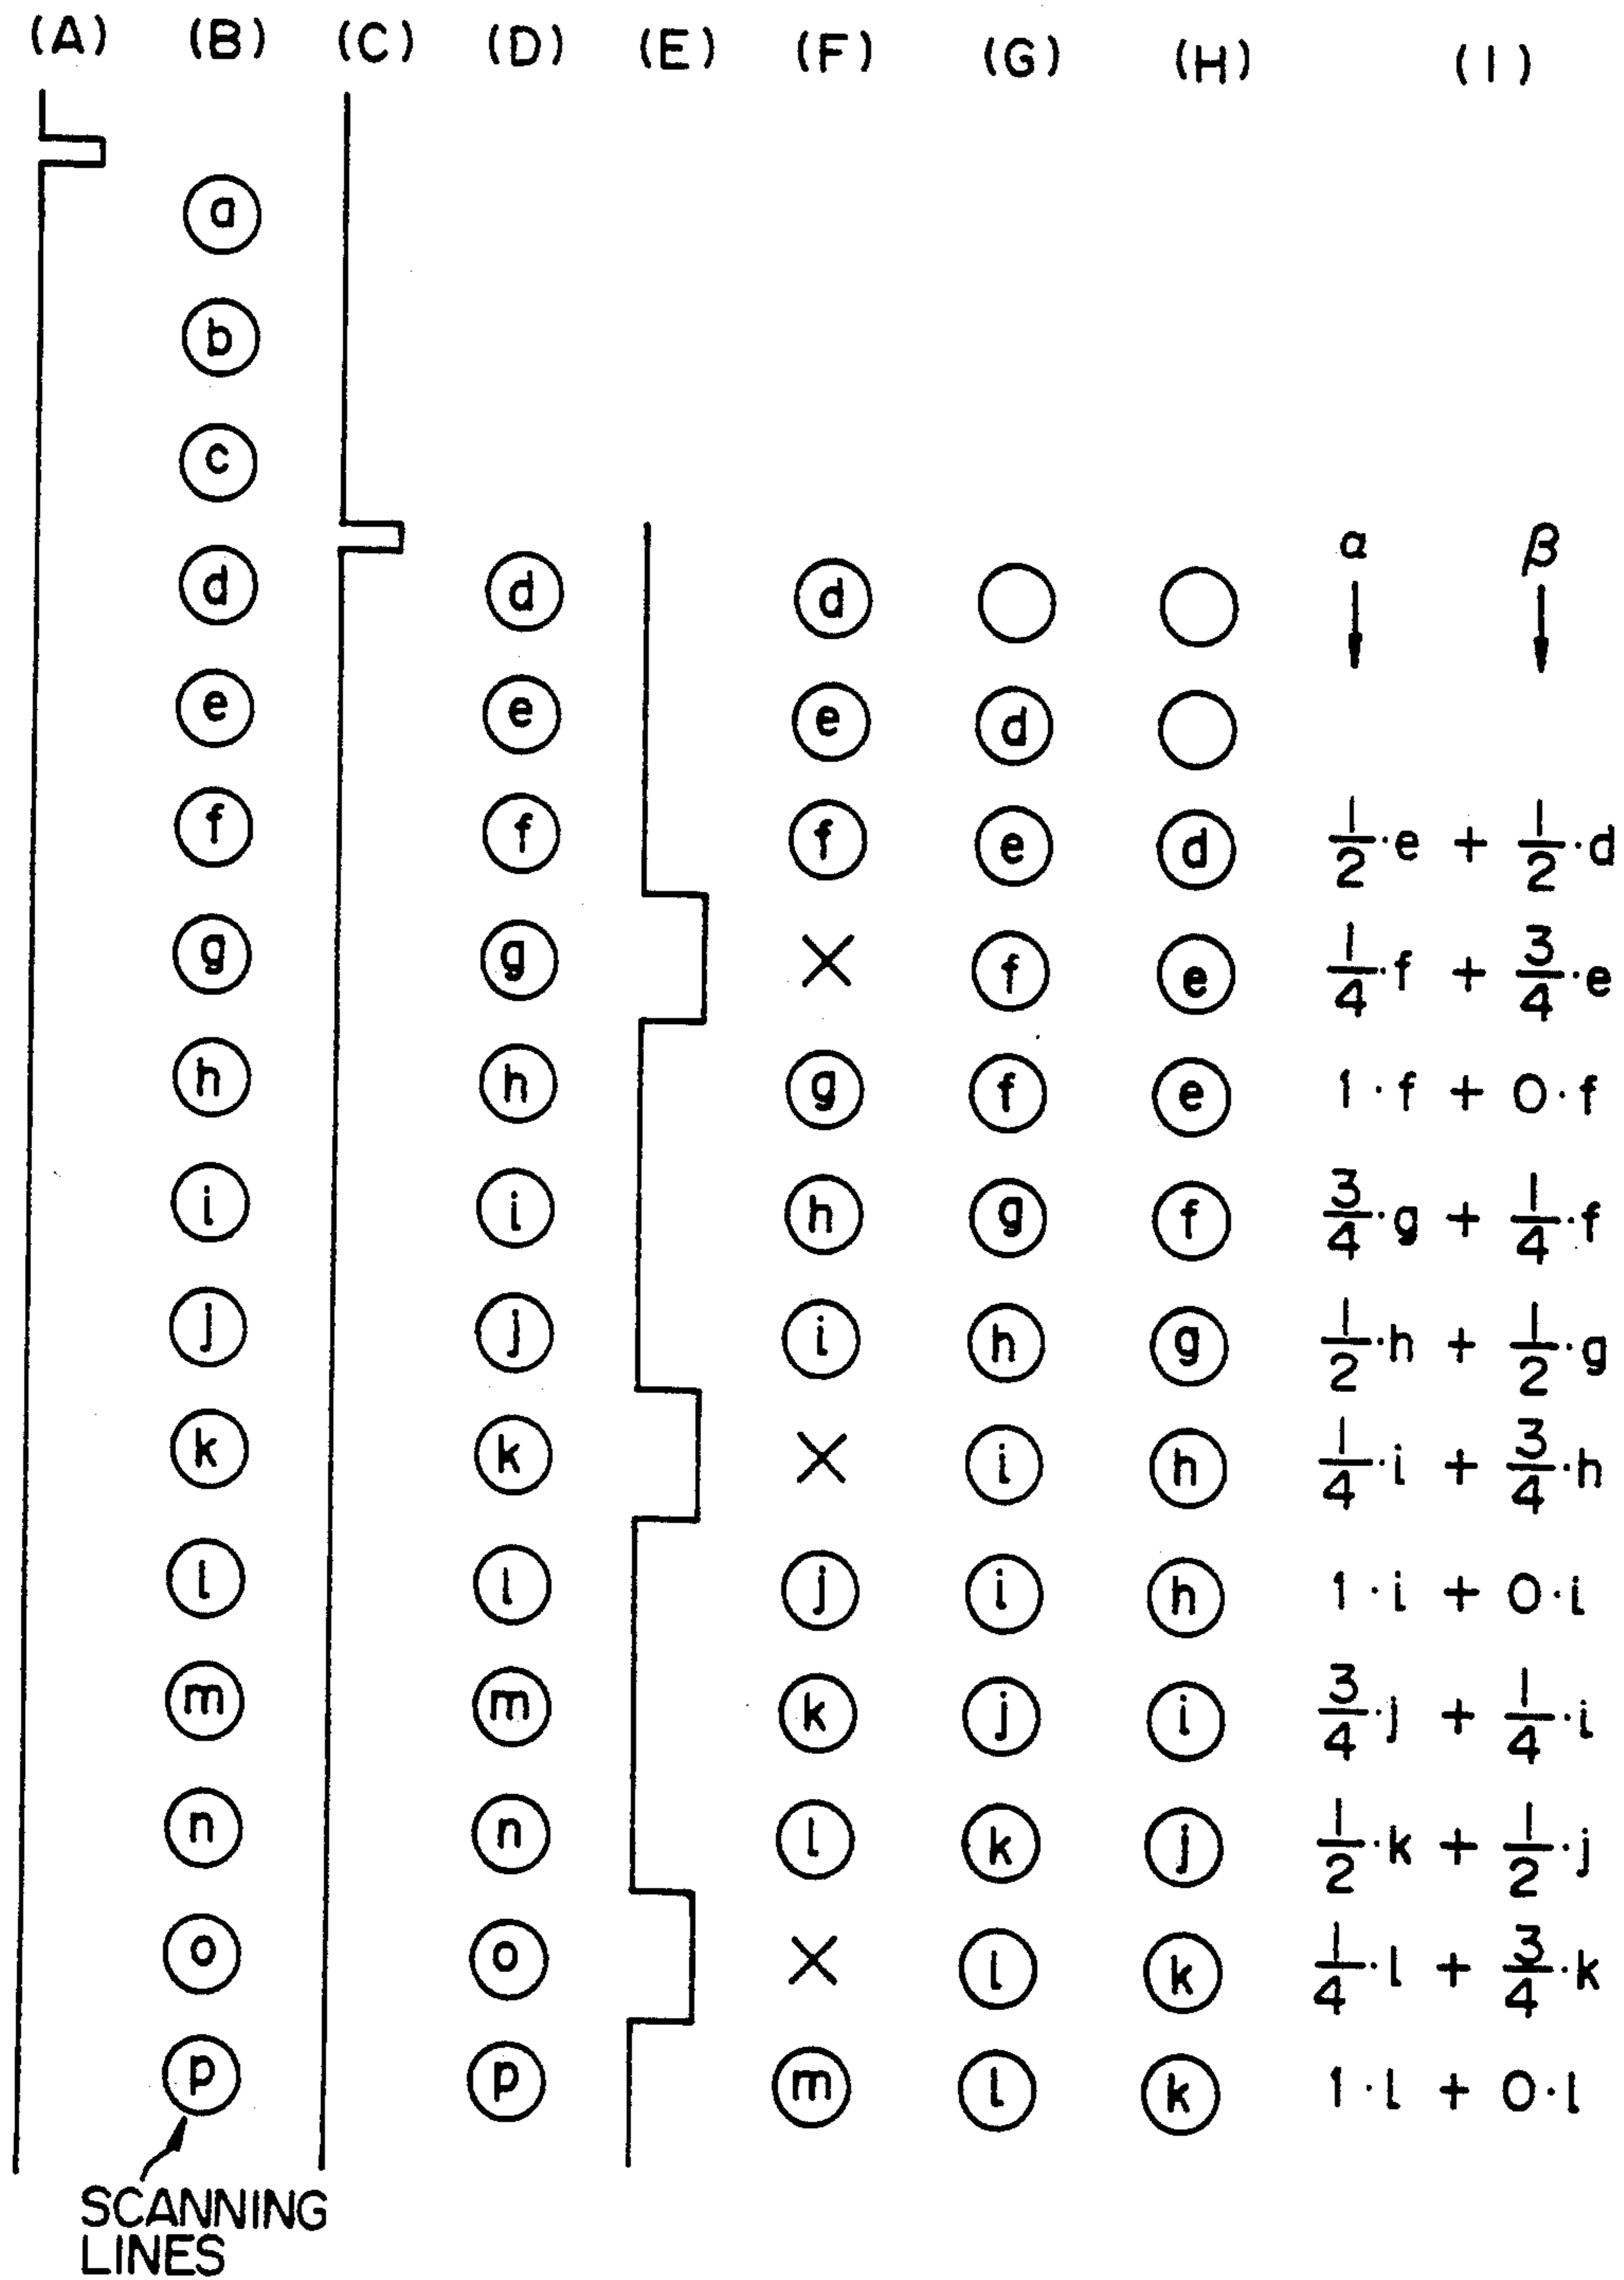 (A) (B) (C) (D) (E) (F) (G) (H) (I)
a
b
c
α β
d d d
e e e d
f f f e d 1/2·e + 1/2·d
g g X f e 1/4·f + 3/4·e
h h g f e 1·f + 0·f
i i h g f 3/4·g + 1/4·f
j j i h g 1/2·h + 1/2·g
k k X i h 1/4·i + 3/4·h
l l j i h 1·i + 0·i
m m k j i 3/4·j + 1/4·i
n n l k j 1/2·k + 1/2·j
o o X l k 1/4·l + 3/4·k
p p m l k 1·l + 0·l
SCANNING
LINES